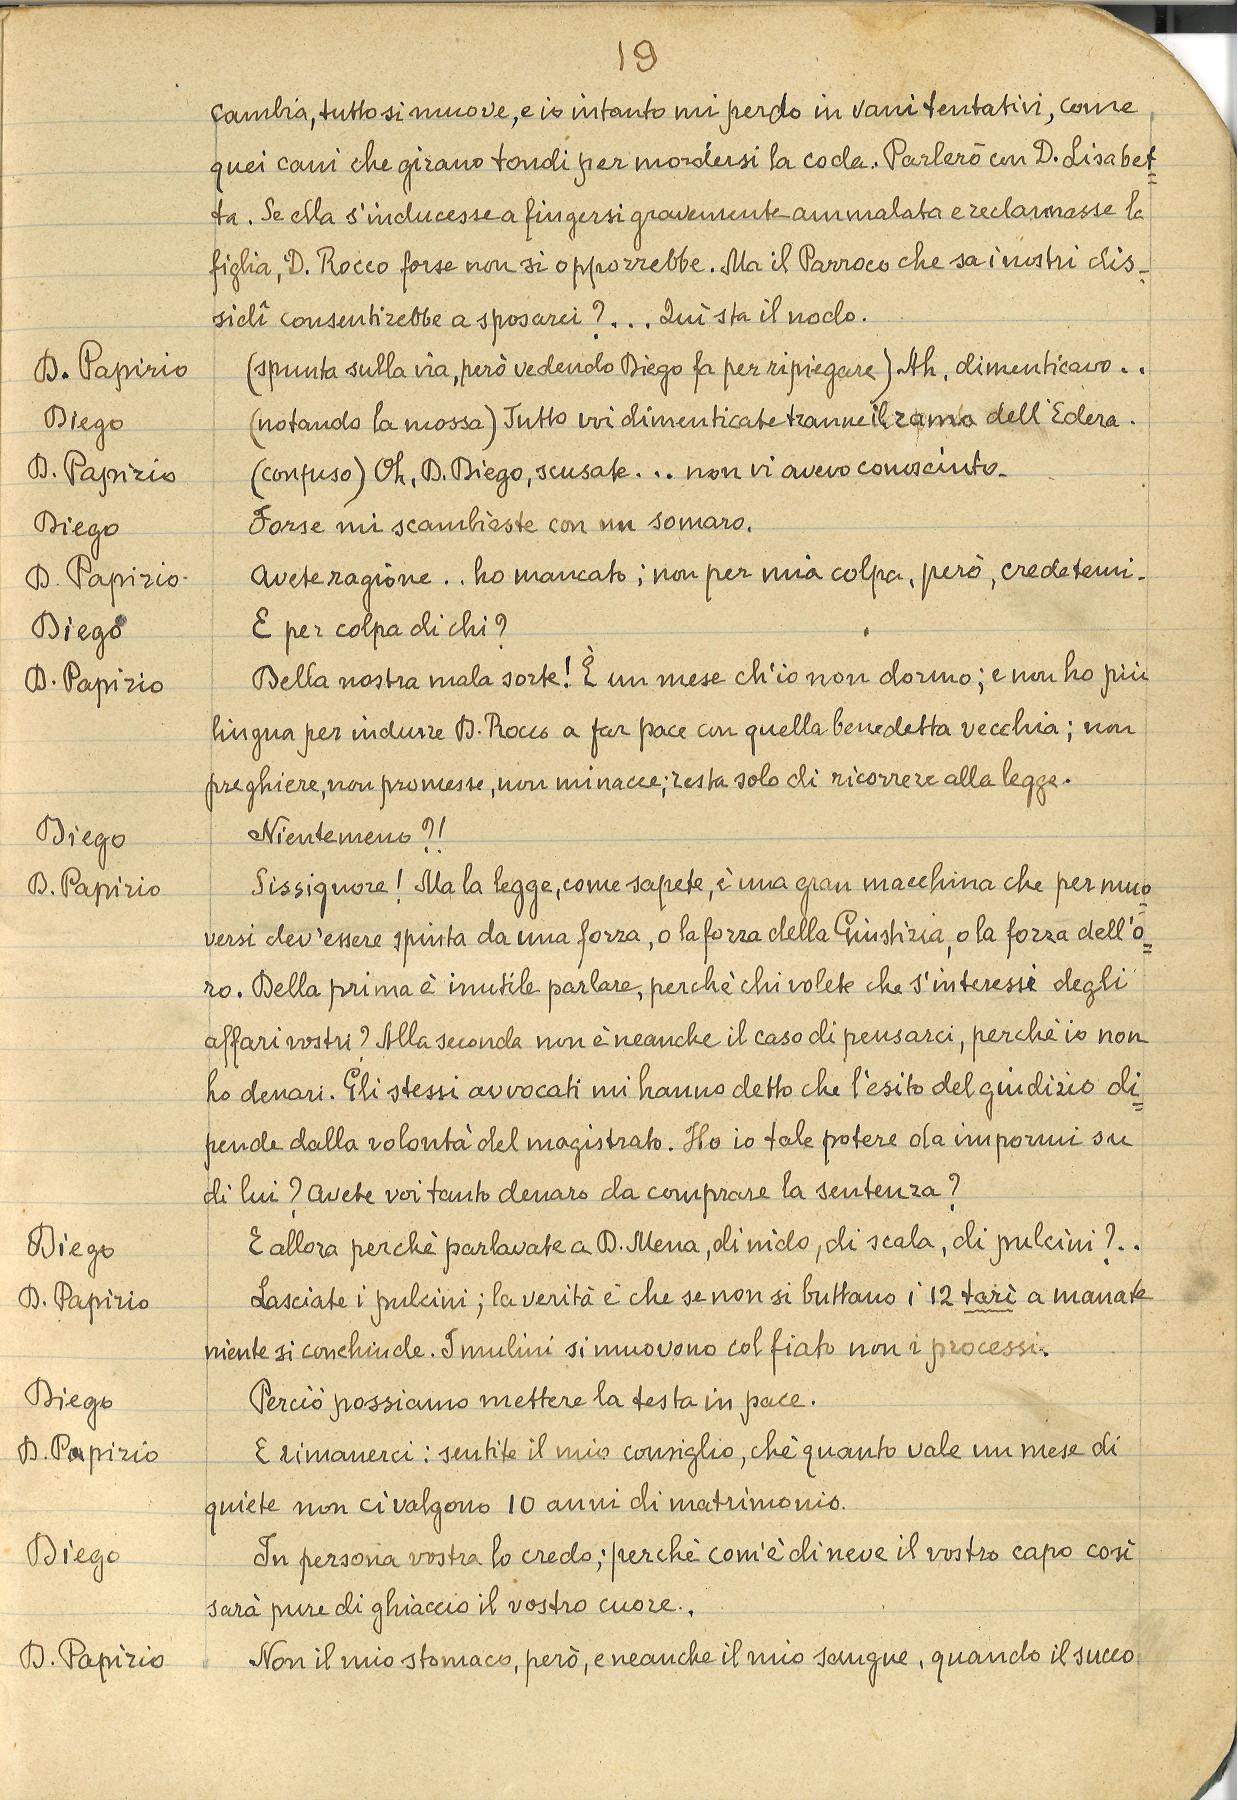 19
cambia, tutto si muove, e io intanto mi perdo in vani tentativi, come
quei cani che girano tondi per mordersi la coda. Parlerò con D. Lisabet=
ta. Se ella s'inducesse a fingersi gravemente ammalata e reclamasse la
figlia, D. Rocco forse non si opporrebbe. Ma il Parroco che sa i nostri dis-
sidî consentirebbe a sposarci?... Qui sta il nodo.
D. Papirio (spunta sulla via, però vedendo Diego fa per ripiegare) Ah, dimenticavo..
Diego (notando la mossa) Tutto voi dimenticate tranne il ramo dell'Edera.
D. Papirio (confuso) Oh, D. Diego, scusate... non vi avevo conosciuto.
Diego Forse mi scambiaste con un somaro.
D. Papirio Avete ragione.. ho mancato; non per mia colpa, però, credetemi.
Diego E per colpa di chi?
D. Papirio Della nostra mala sorte! È un mese ch'io non dormo; e non ho più
lingua per indurre D. Rocco a far pace con quella benedetta vecchia; non
preghiere, non promesse, non minacce; resta solo di ricorrere alla legge.
Diego Nientemeno?!
D. Papirio Sissignore! Ma la legge, come sapete, è una gran macchina che per muo=
versi dev'essere spinta da una forza, o la forza della Giustizia, o la forza dell'o=
ro. Della prima è inutile parlare, perchè chi volete che s'interessi degli
affari vostri? Alla seconda non è neanche il caso di pensarci, perchè io non
ho denari. Gli stessi avvocati mi hanno detto che l'esito del giudizio di=
pende dalla volontà del magistrato. Ho io tale potere da impormi su
di lui? Avete voi tanto denaro da comprare la sentenza?
Diego E allora perchè parlavate a D. Mena, di nido, di scala, di pulcini?..
D. Papirio Lasciate i pulcini; la verità è che se non si buttano i 12 tarì a manate
niente si conchiude. I mulini si muovono col fiato non i processi.
Diego Perciò possiamo mettere la testa in pace.
D. Papirio E rimanerci: sentite il mio consiglio, chè quanto vale un mese di
quiete non ci valgono 10 anni di matrimonio.
Diego In persona vostra lo credo; perchè com'è di neve il vostro capo così
sarà pure di ghiaccio il vostro cuore..
D. Papirio Non il mio stomaco, però, e neanche il mio sangue, quando il succo